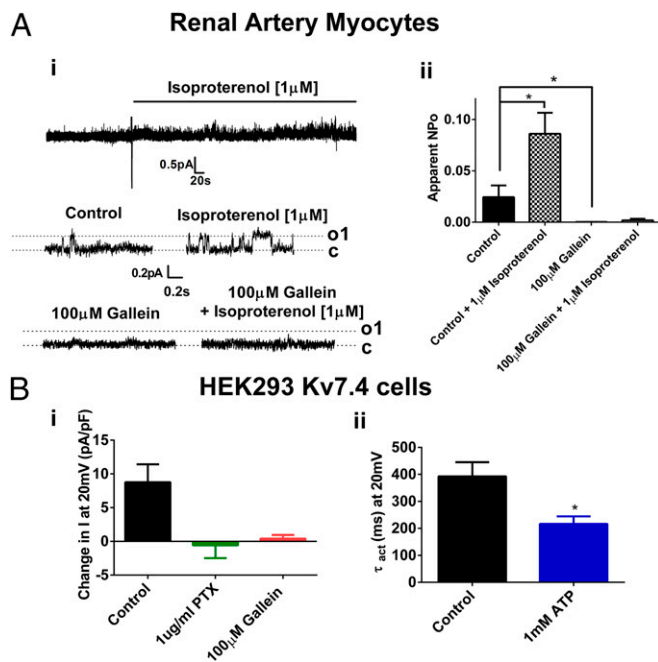 A
Renal Artery Myocytes
i
Isoproterenol [1μM]
0.5pA
20s
Control
Isoproterenol [1μM]
o1
c
0.2pA
0.2s
100μM Gallein
100μM Gallein
+ Isoproterenol [1μM]
o1
c
ii
*
*
Apparent NPo
0.10
0.05
0.00
Control
Control + 1μM Isoproterenol
100μM Gallein
100μM Gallein + 1μM Isoproterenol
B
HEK293 Kv7.4 cells
i
Change in I at 20mV (pA/pF)
15
10
5
0
-5
Control
1ug/ml PTX
100μM Gallein
ii
τ act (ms) at 20mV
500
400
300
200
100
0
*
Control
1mM ATP